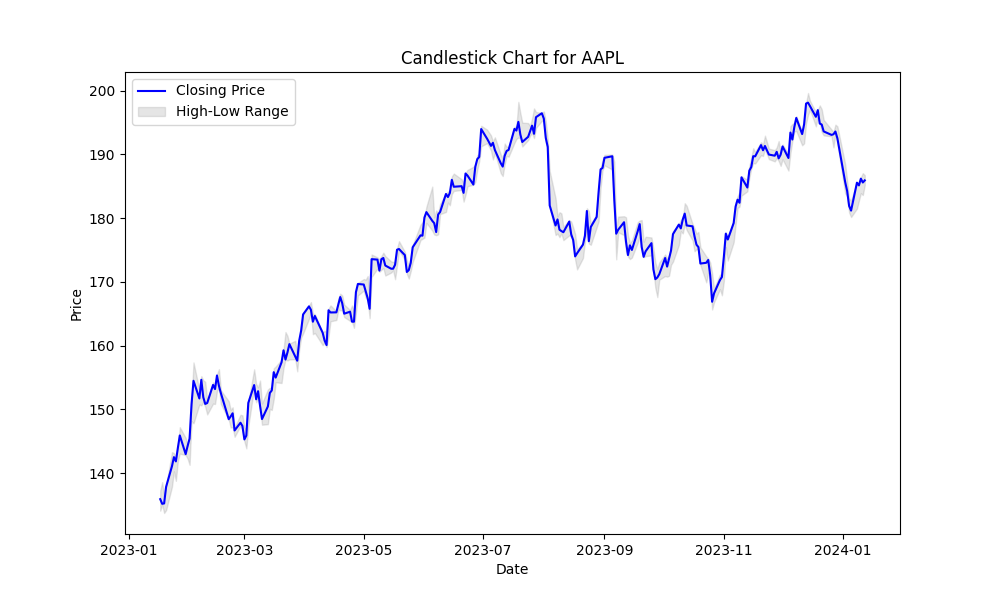 Candlestick Chart for AAPL
Closing Price
High-Low Range
200
190
180
170
160
150
140
Price
2023-01
2023-03
2023-05
2023-07
2023-09
2023-11
2024-01
Date